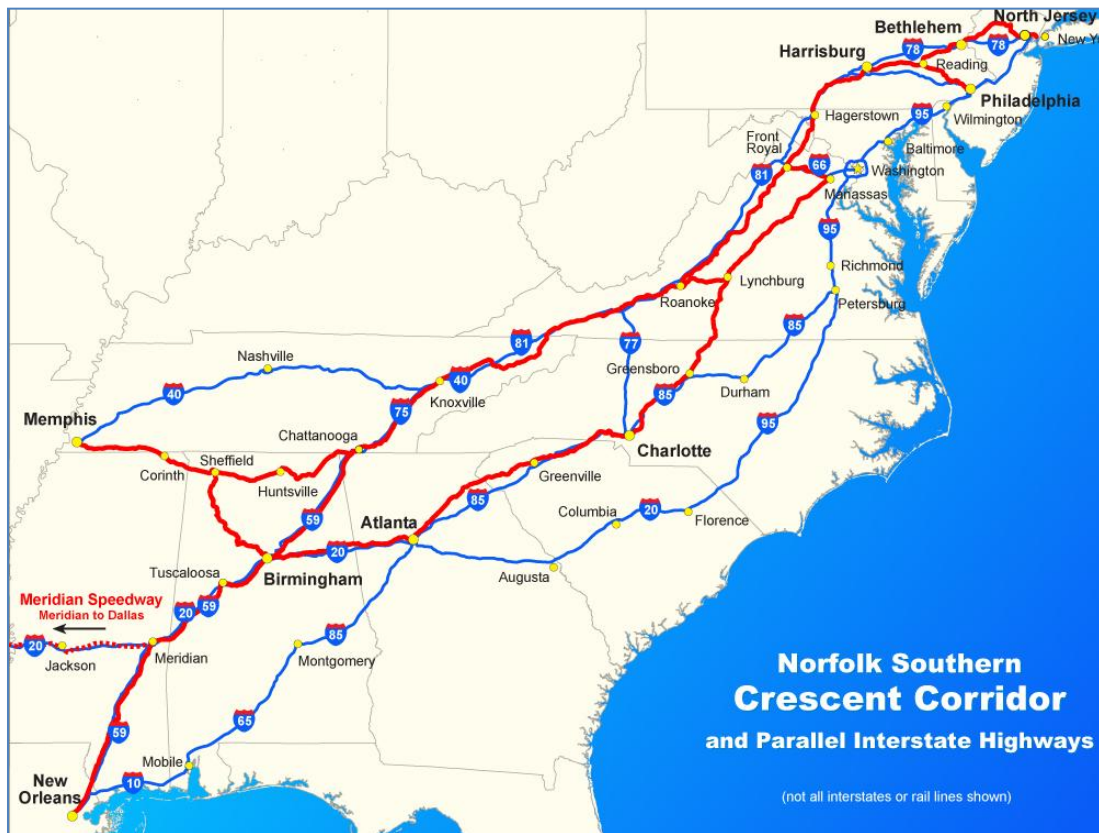 North Jersey
Bethlehem
78
78
New Yo
Harrisburg
Reading
Philadelphia
Hagerstown
95
Wilmington
Front
Royal
Baltimore
66
81
Washington
Manassas
95
Richmond
Lynchburg
Roanoke
Petersburg
85
81
77
Nashville
Greensboro
40
Durham
40
Knoxville
85
75
95
Memphis
Chattanooga
Charlotte
Sheffield
Corinth
Greenville
Huntsville
85
59
Columbia
20
Atlanta
Florence
20
Birmingham
Tuscaloosa
Augusta
Meridian Speedway
Meridian to Dallas
59
20
85
20
Jackson
Meridian
Montgomery
65
59
Mobile
New
Orleans
10
Norfolk Southern
Crescent Corridor
and Parallel Interstate Highways
(not all interstates or rail lines shown)